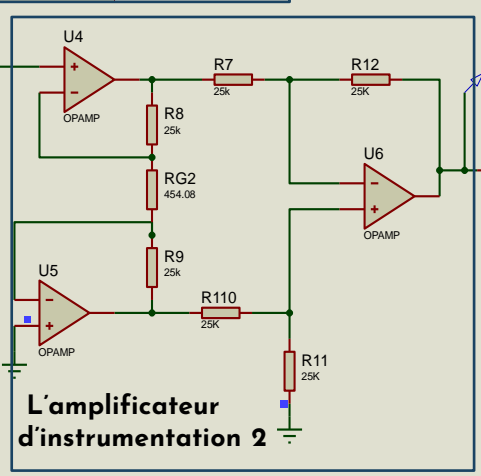 U4
R7
R12
25k
25K
OPAMP
R8
25k
U6
RG2
454.08
OPAMP
R9
25k
U5
R110
25K
OPAMP
R11
25K
L'amplificateur
d'instrumentation 2